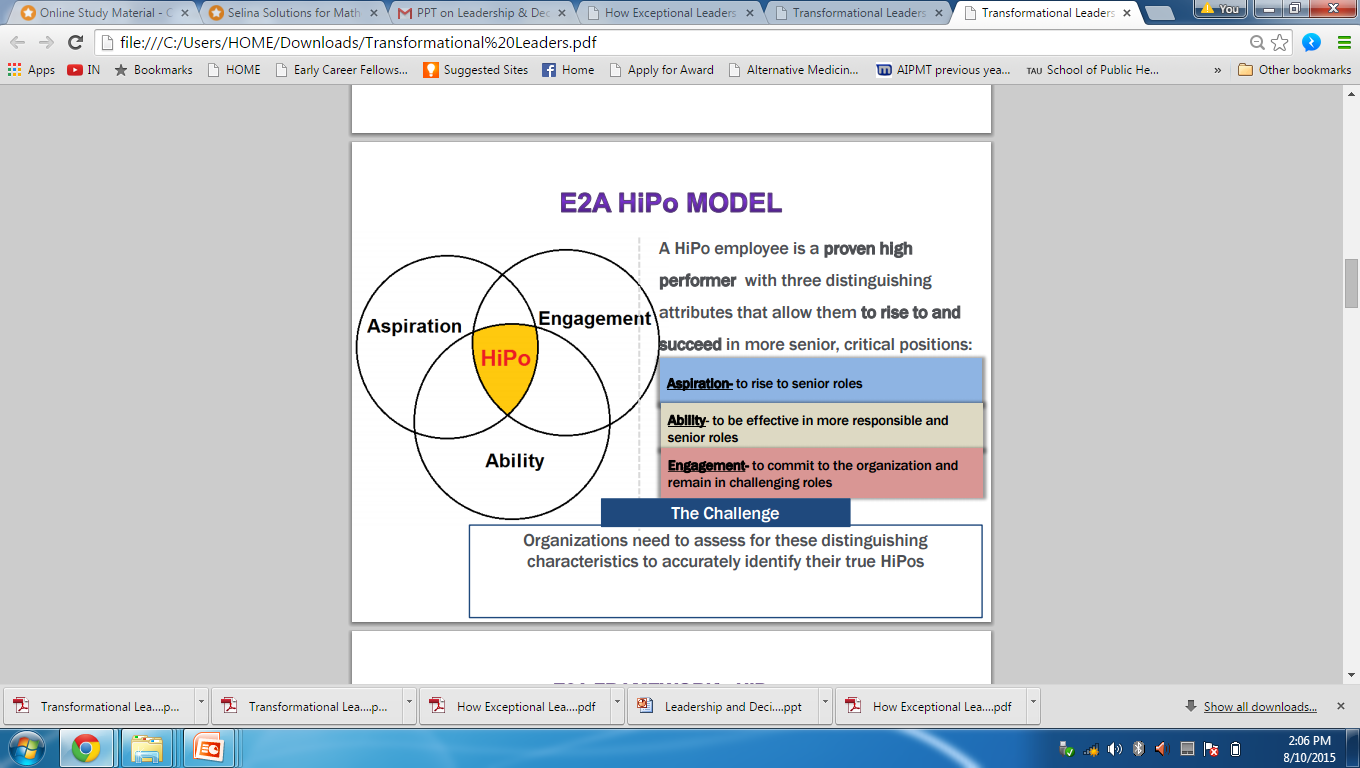 Online Study Material - C
Selina Solutions for Math
PPT on Leadership & Dec
How Exceptional Leaders
Transformational Leaders
Transformational Leaders
You
file:///C:/Users/HOME/Downloads/Transformational%20Leaders.pdf
Apps
IN
Bookmarks
HOME
Early Career Fellows...
Suggested Sites
Home
Apply for Award
Alternative Medicin...
AIPMT previous yea...
TAU School of Public He...
»
Other bookmarks
E2A HiPo MODEL
Aspiration
Engagement
HiPo
Ability
A HiPo employee is a proven high
performer with three distinguishing
attributes that allow them to rise to and
succeed in more senior, critical positions:
Aspiration- to rise to senior roles
Ability- to be effective in more responsible and
senior roles
Engagement- to commit to the organization and
remain in challenging roles
The Challenge
Organizations need to assess for these distinguishing
characteristics to accurately identify their true HiPos
Transformational Lea....p...
Transformational Lea....p...
How Exceptional Lea....pdf
Leadership and Deci....ppt
How Exceptional Lea....pdf
Show all downloads...
2:06 PM
8/10/2015